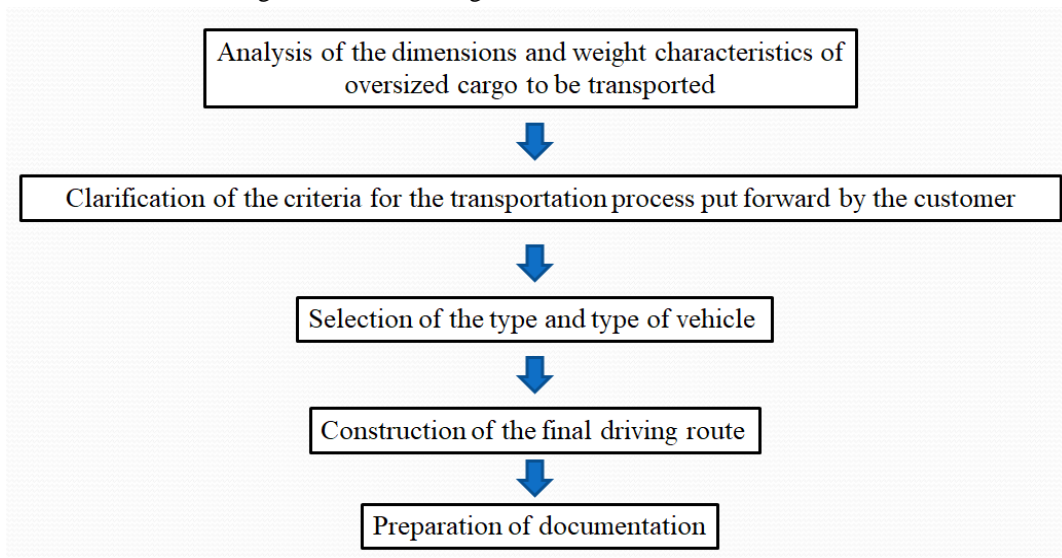 Analysis of the dimensions and weight characteristics of
oversized cargo to be transported
Clarification of the criteria for the transportation process put forward by the customer
Selection of the type and type of vehicle
Construction of the final driving route
Preparation of documentation